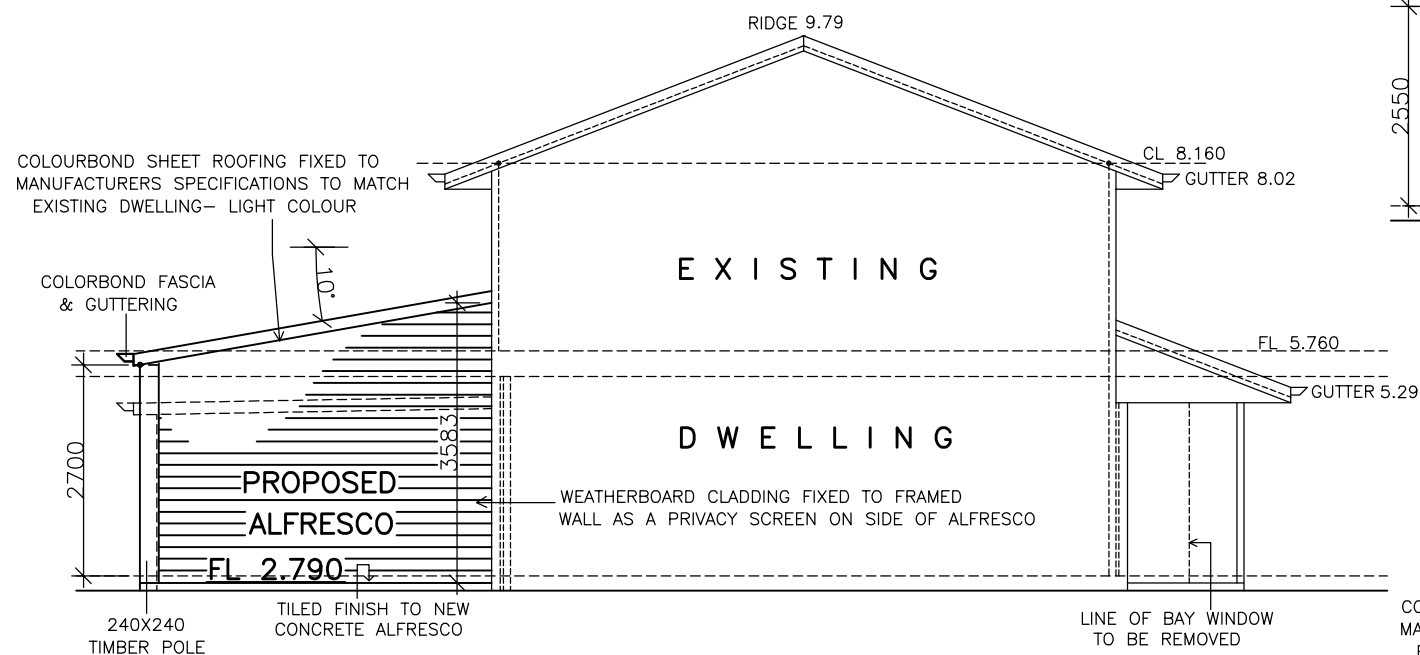 RIDGE 9.79
2550
COLOURBOND SHEET ROOFING FIXED TO
MANUFACTURERS SPECIFICATIONS TO MATCH
EXISTING DWELLING– LIGHT COLOUR
CL 8.160
GUTTER 8.02
10°
EXISTING
COLORBOND FASCIA
& GUTTERING
FL 5.760
GUTTER 5.29
2700
3583
DWELLING
PROPOSED
ALFRESCO
FL 2.790
WEATHERBOARD CLADDING FIXED TO FRAMED
WALL AS A PRIVACY SCREEN ON SIDE OF ALFRESCO
240X240
TIMBER POLE
TILED FINISH TO NEW
CONCRETE ALFRESCO
LINE OF BAY WINDOW
TO BE REMOVED